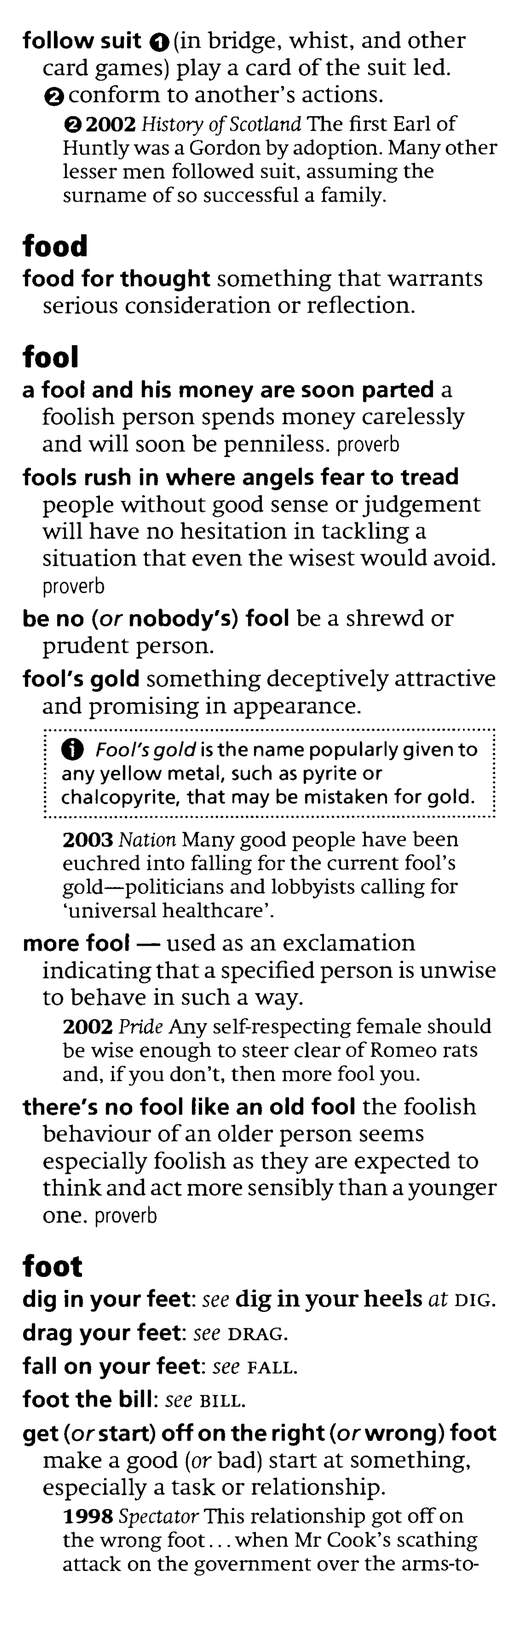 follow suit ❶ (in bridge, whist, and other
card games) play a card of the suit led.
❷ conform to another's actions.
❷ 2002 History of Scotland The first Earl of
Huntly was a Gordon by adoption. Many other
lesser men followed suit, assuming the
surname of so successful a family.
food
food for thought something that warrants
serious consideration or reflection.
fool
a fool and his money are soon parted a
foolish person spends money carelessly
and will soon be penniless. proverb
fools rush in where angels fear to tread
people without good sense or judgement
will have no hesitation in tackling a
situation that even the wisest would avoid.
proverb
be no (or nobody's) fool be a shrewd or
prudent person.
fool's gold something deceptively attractive
and promising in appearance.
i Fool's gold is the name popularly given to
any yellow metal, such as pyrite or
chalcopyrite, that may be mistaken for gold.
2003 Nation Many good people have been
euchred into falling for the current fool's
gold—politicians and lobbyists calling for
'universal healthcare'.
more fool — used as an exclamation
indicating that a specified person is unwise
to behave in such a way.
2002 Pride Any self-respecting female should
be wise enough to steer clear of Romeo rats
and, if you don't, then more fool you.
there's no fool like an old fool the foolish
behaviour of an older person seems
especially foolish as they are expected to
think and act more sensibly than a younger
one. proverb
foot
dig in your feet: see dig in your heels at DIG.
drag your feet: see DRAG.
fall on your feet: see FALL.
foot the bill: see BILL.
get (or start) off on the right (or wrong) foot
make a good (or bad) start at something,
especially a task or relationship.
1998 Spectator This relationship got off on
the wrong foot... when Mr Cook's scathing
attack on the government over the arms-to-